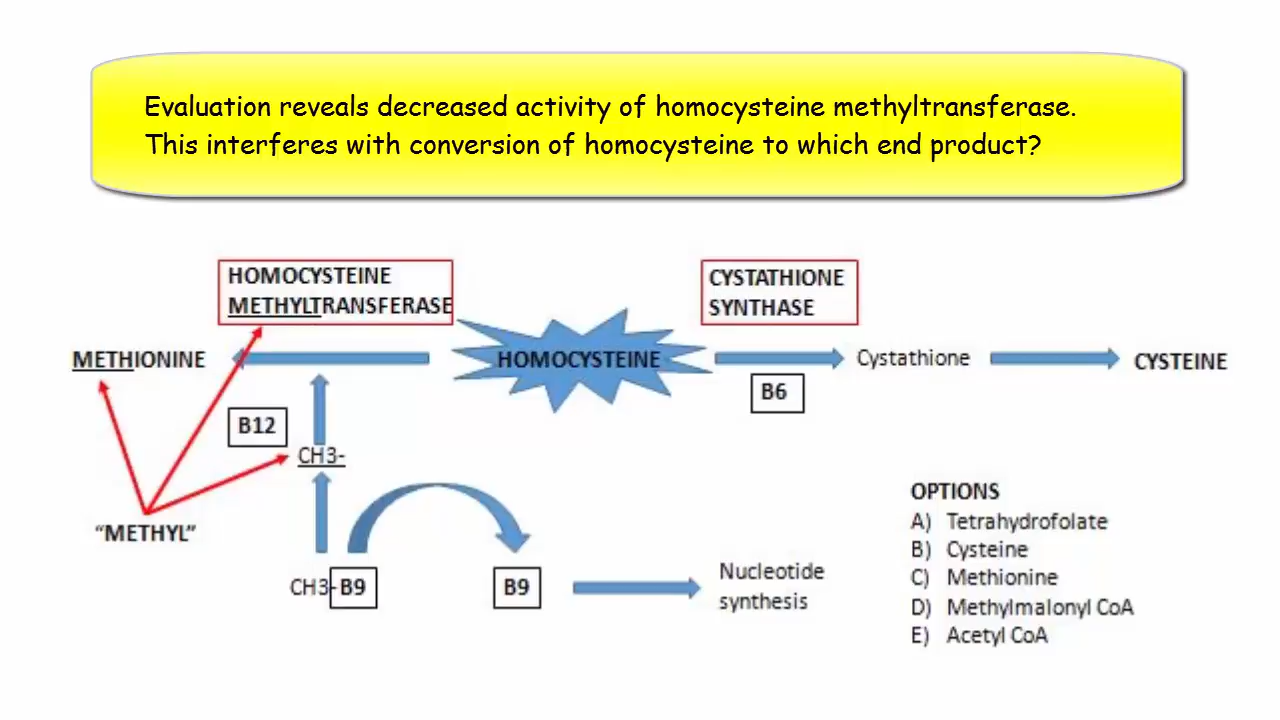 Evaluation reveals decreased activity of homocysteine methyltransferase.
This interferes with conversion of homocysteine to which end product?
HOMOCYSTEINE
METHYLTRANSFERASE
CYSTATHIONE
SYNTHASE
METHIONINE
HOMOCYSTEINE
Cystathione
CYSTEINE
B6
B12
CH3-
"METHYL"
CH3-B9
B9
Nucleotide
synthesis
OPTIONS
A) Tetrahydrofolate
B) Cysteine
C) Methionine
D) Methylmalonyl CoA
E) Acetyl CoA